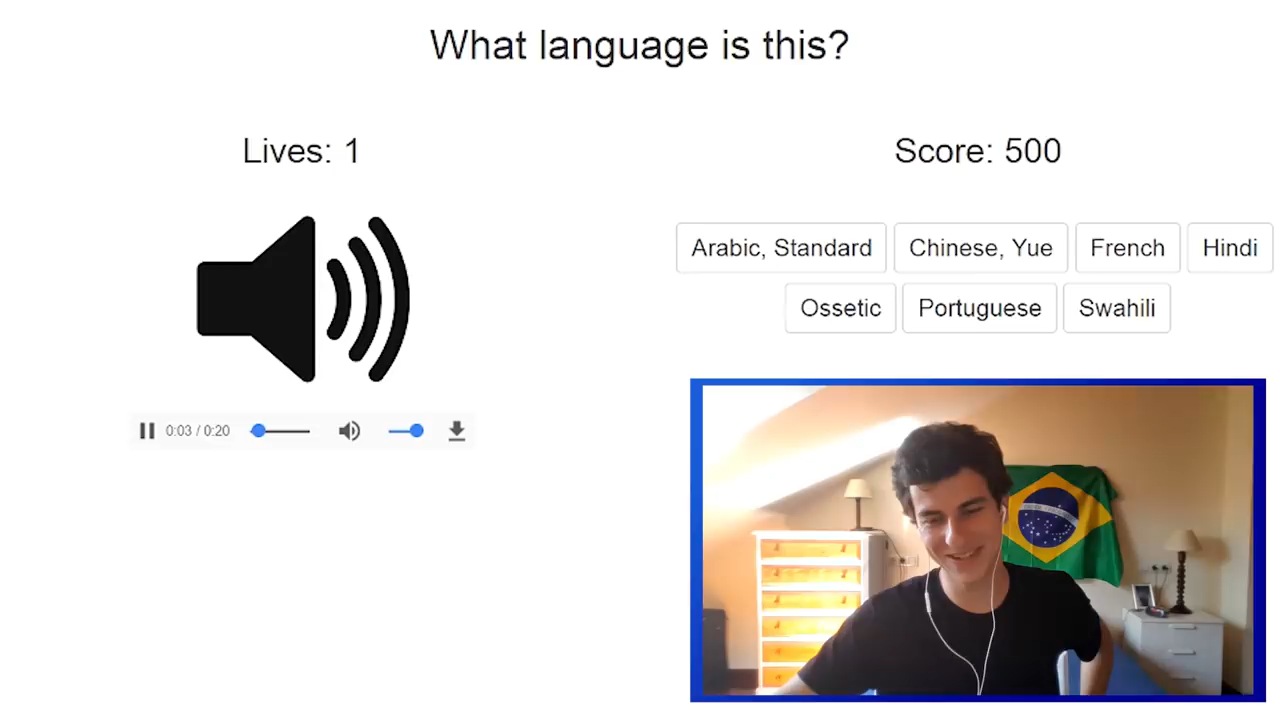 What language is this?
Lives: 1
Score: 500
Arabic, Standard
Chinese, Yue
French
Hindi
Ossetic
Portuguese
Swahili
0:03 / 0:20